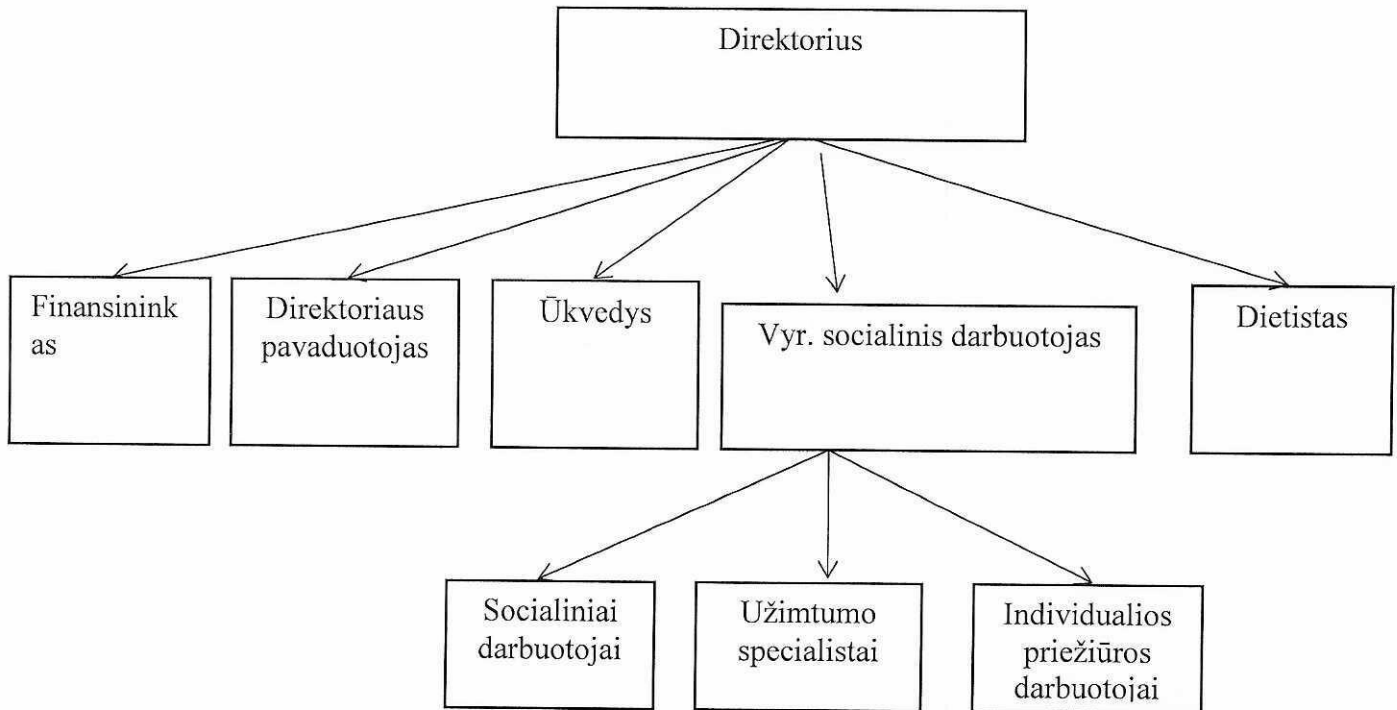 Direktorius
Finansinink
as
Direktoriaus
pavaduotojas
Ūkvedys
Vyr. socialinis darbuotojas
Dietistas
Socialiniai
darbuotojai
Užimtumo
specialistai
Individualios
priežiūros
darbuotojai